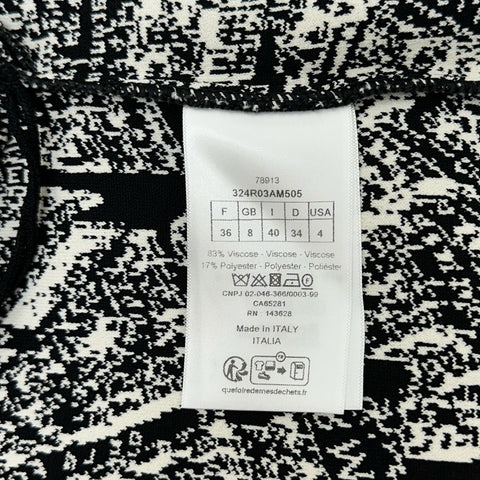 78913
324R03AM505
F GB I D USA
36 8 40 34 4
83% Viscose - Viscose - Viscose
17% Polyester - Polyester - Poliéster
CNPJ 02-046-366/0003-99
CA65281
RN : 143628
Made In ITALY
ITALIA
quefairedemesdechets.fr